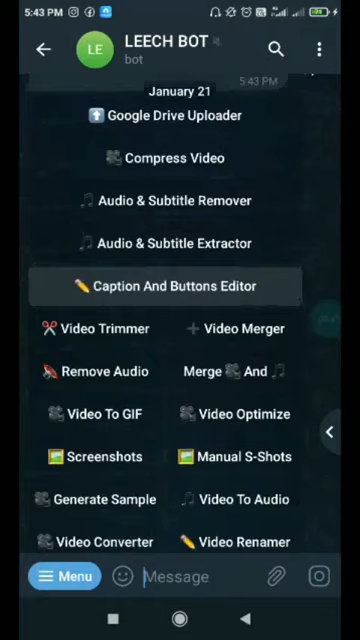 5:43 PM
LE
LEECH BOT
bot
5:43 PM
January 21
Google Drive Uploader
Compress Video
Audio & Subtitle Remover
Audio & Subtitle Extractor
Caption And Buttons Editor
Video Trimmer
Video Merger
Remove Audio
Merge And
Video To GIF
Video Optimize
Screenshots
Manual S-Shots
Generate Sample
Video To Audio
Video Converter
Video Renamer
Menu
Message